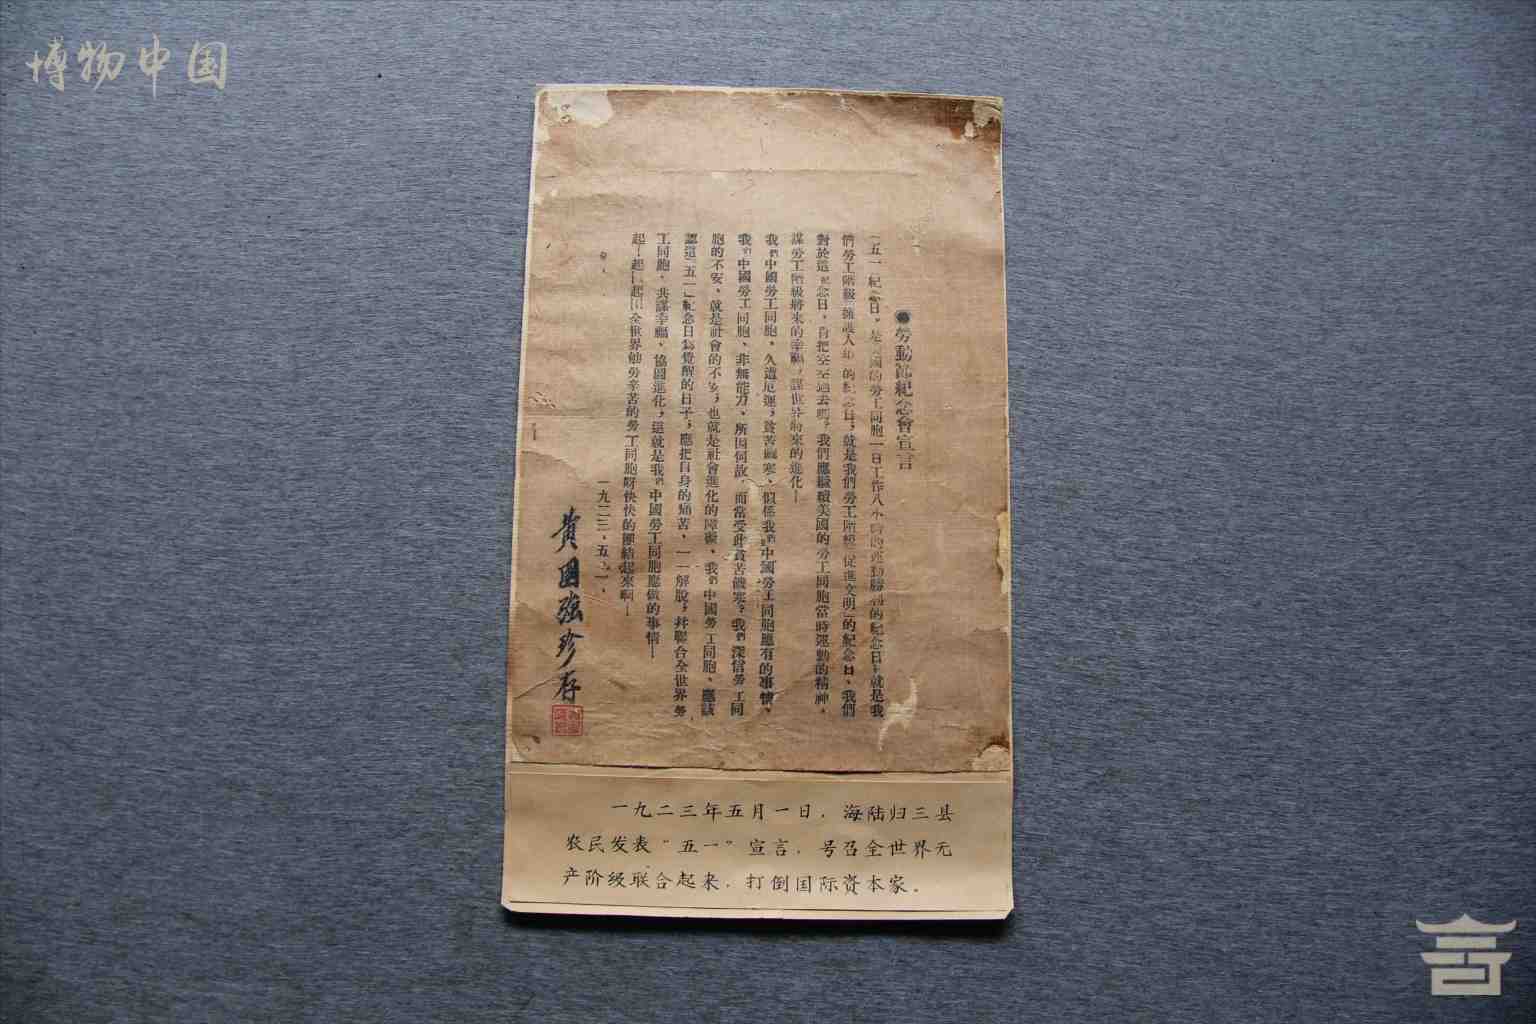 博物中国
●勞動節紀念會宣言
「五一」紀念日，是美國的勞工同胞一日工作八小時的運動勝利的紀念日，就是我
們勞工階級「擁護人權」的紀念日，就是我們勞工階級「促進文明」的紀念日、我們
對於這紀念日，肯把空空過去嗎，我們應繼續美國的勞工同胞當時運動的精神，
謀勞工階級將來的幸福，謀世界將來的進化！
我們中國勞工同胞、久遭厄運，貧苦飢寒、似係我們中國勞工同胞應有的事情、
我們中國勞工同胞、非無能力、所因何故，而常受此貧苦飢寒，我們深信勞工同
胞的不安、就是社會的不安，也就是社會進化的障礙、我們中國勞工同胞、應該
認這「五一」紀念日為覺醒的日子，應把自身的痛苦、一一解脫，幷聯合全世界勞
工同胞、共謀幸福、協圖進化，這就是我們中國勞工同胞應做的事情！
起！起！起！全世界勉勞辛苦的勞工同胞呀快快的團結起來啊！
一九二三、五、一、
黄國強珍存
一九二三年五月一日，海陆归三县
农民发表“五一”宣言，号召全世界无
产阶级联合起来，打倒国际资本家。